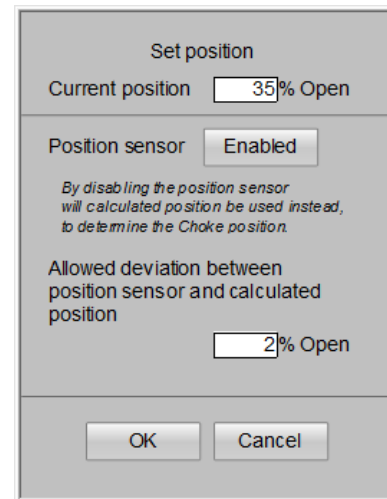 Set position
Current position 35% Open
Position sensor Enabled
By disabling the position sensor
will calculated position be used instead,
to determine the Choke position.
Allowed deviation between
position sensor and calculated
position
2% Open
OK Cancel